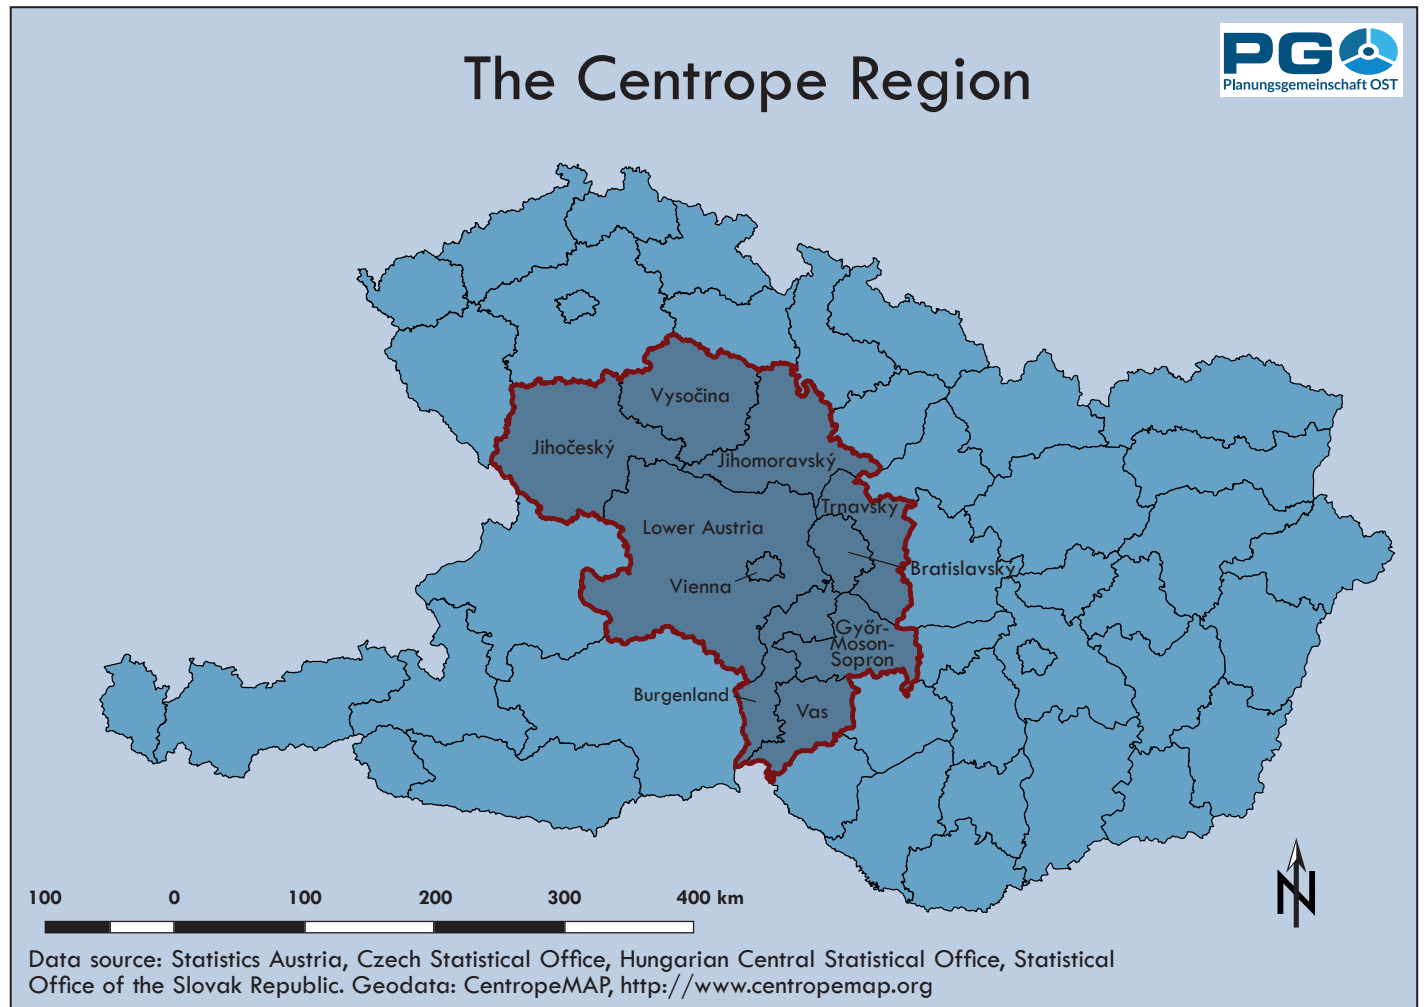 The Centrope Region
PGO
Planungsgemeinschaft OST
Vysočina
Jihočeský
Jihomoravský
Trnavský
Lower Austria
Bratislavský
Vienna
Győr-
Moson-
Sopron
Burgenland
Vas
N
100 0 100 200 300 400 km
Data source: Statistics Austria, Czech Statistical Office, Hungarian Central Statistical Office, Statistical
Office of the Slovak Republic. Geodata: CentropeMAP, http://www.centropemap.org